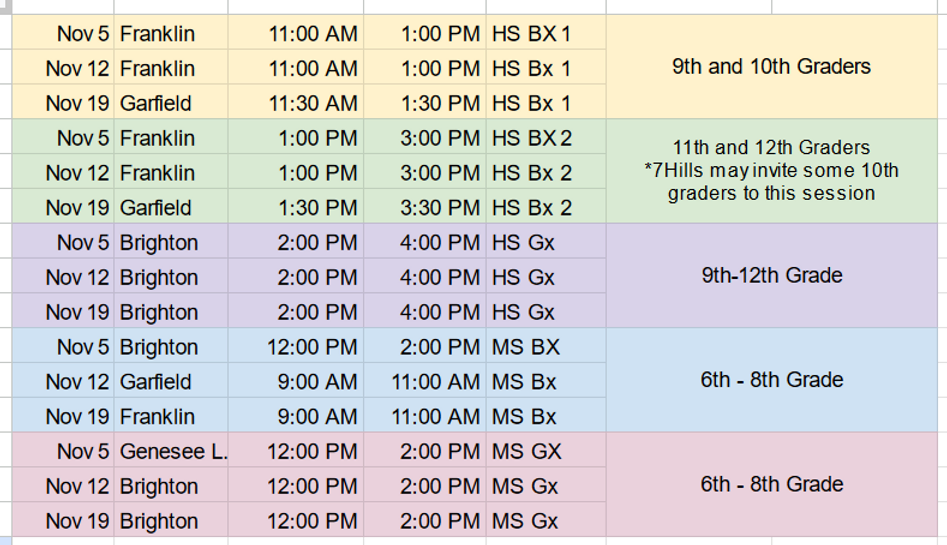 Nov 5 Franklin 11:00 AM 1:00 PM HS BX 1
Nov 12 Franklin 11:00 AM 1:00 PM HS Bx 1
Nov 19 Garfield 11:30 AM 1:30 PM HS Bx 1
9th and 10th Graders
Nov 5 Franklin 1:00 PM 3:00 PM HS BX 2
Nov 12 Franklin 1:00 PM 3:00 PM HS Bx 2
Nov 19 Garfield 1:30 PM 3:30 PM HS Bx 2
11th and 12th Graders
*7Hills may invite some 10th
graders to this session
Nov 5 Brighton 2:00 PM 4:00 PM HS Gx
Nov 12 Brighton 2:00 PM 4:00 PM HS Gx
Nov 19 Brighton 2:00 PM 4:00 PM HS Gx
9th-12th Grade
Nov 5 Brighton 12:00 PM 2:00 PM MS BX
Nov 12 Garfield 9:00 AM 11:00 AM MS Bx
Nov 19 Franklin 9:00 AM 11:00 AM MS Bx
6th - 8th Grade
Nov 5 Genesee L. 12:00 PM 2:00 PM MS GX
Nov 12 Brighton 12:00 PM 2:00 PM MS Gx
Nov 19 Brighton 12:00 PM 2:00 PM MS Gx
6th - 8th Grade